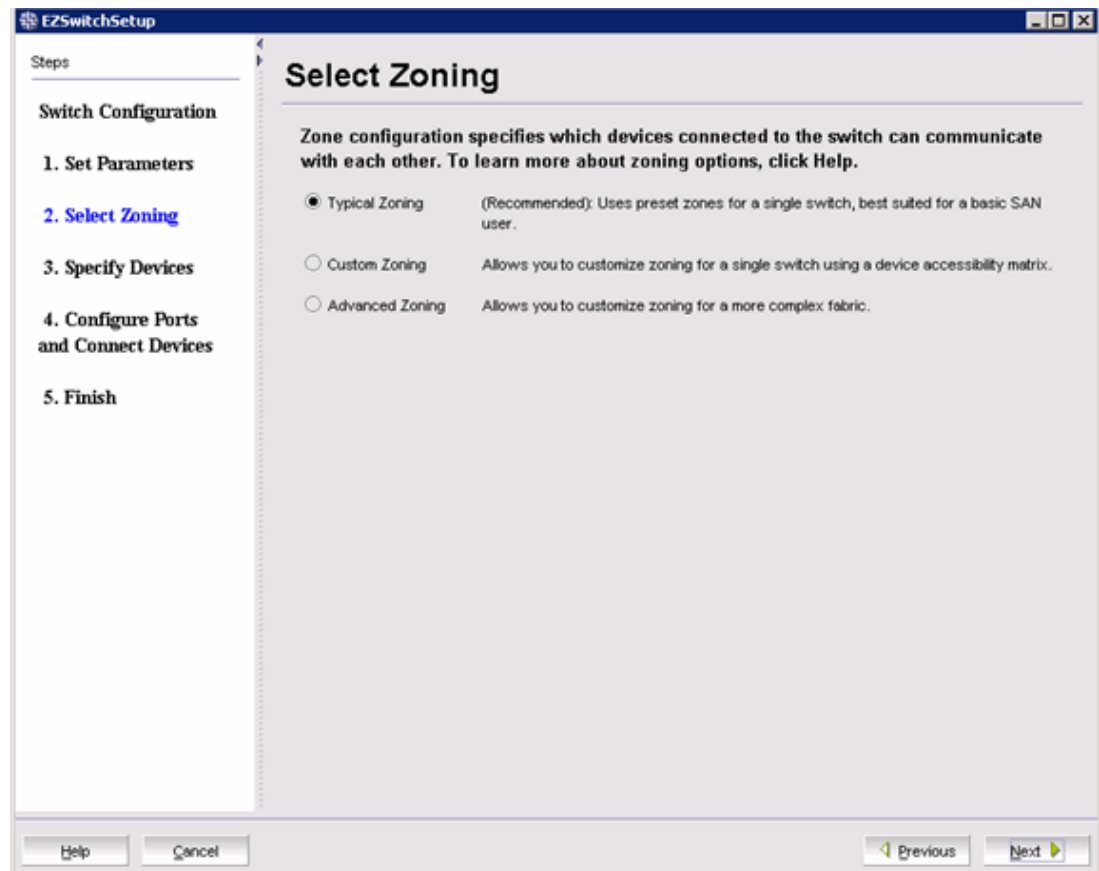 EZSwitchSetup
Steps
Switch Configuration
1. Set Parameters
2. Select Zoning
3. Specify Devices
4. Configure Ports
and Connect Devices
5. Finish
Select Zoning
Zone configuration specifies which devices connected to the switch can communicate
with each other. To learn more about zoning options, click Help.
Typical Zoning (Recommended): Uses preset zones for a single switch, best suited for a basic SAN
user.
Custom Zoning Allows you to customize zoning for a single switch using a device accessibility matrix.
Advanced Zoning Allows you to customize zoning for a more complex fabric.
Help Cancel Previous Next